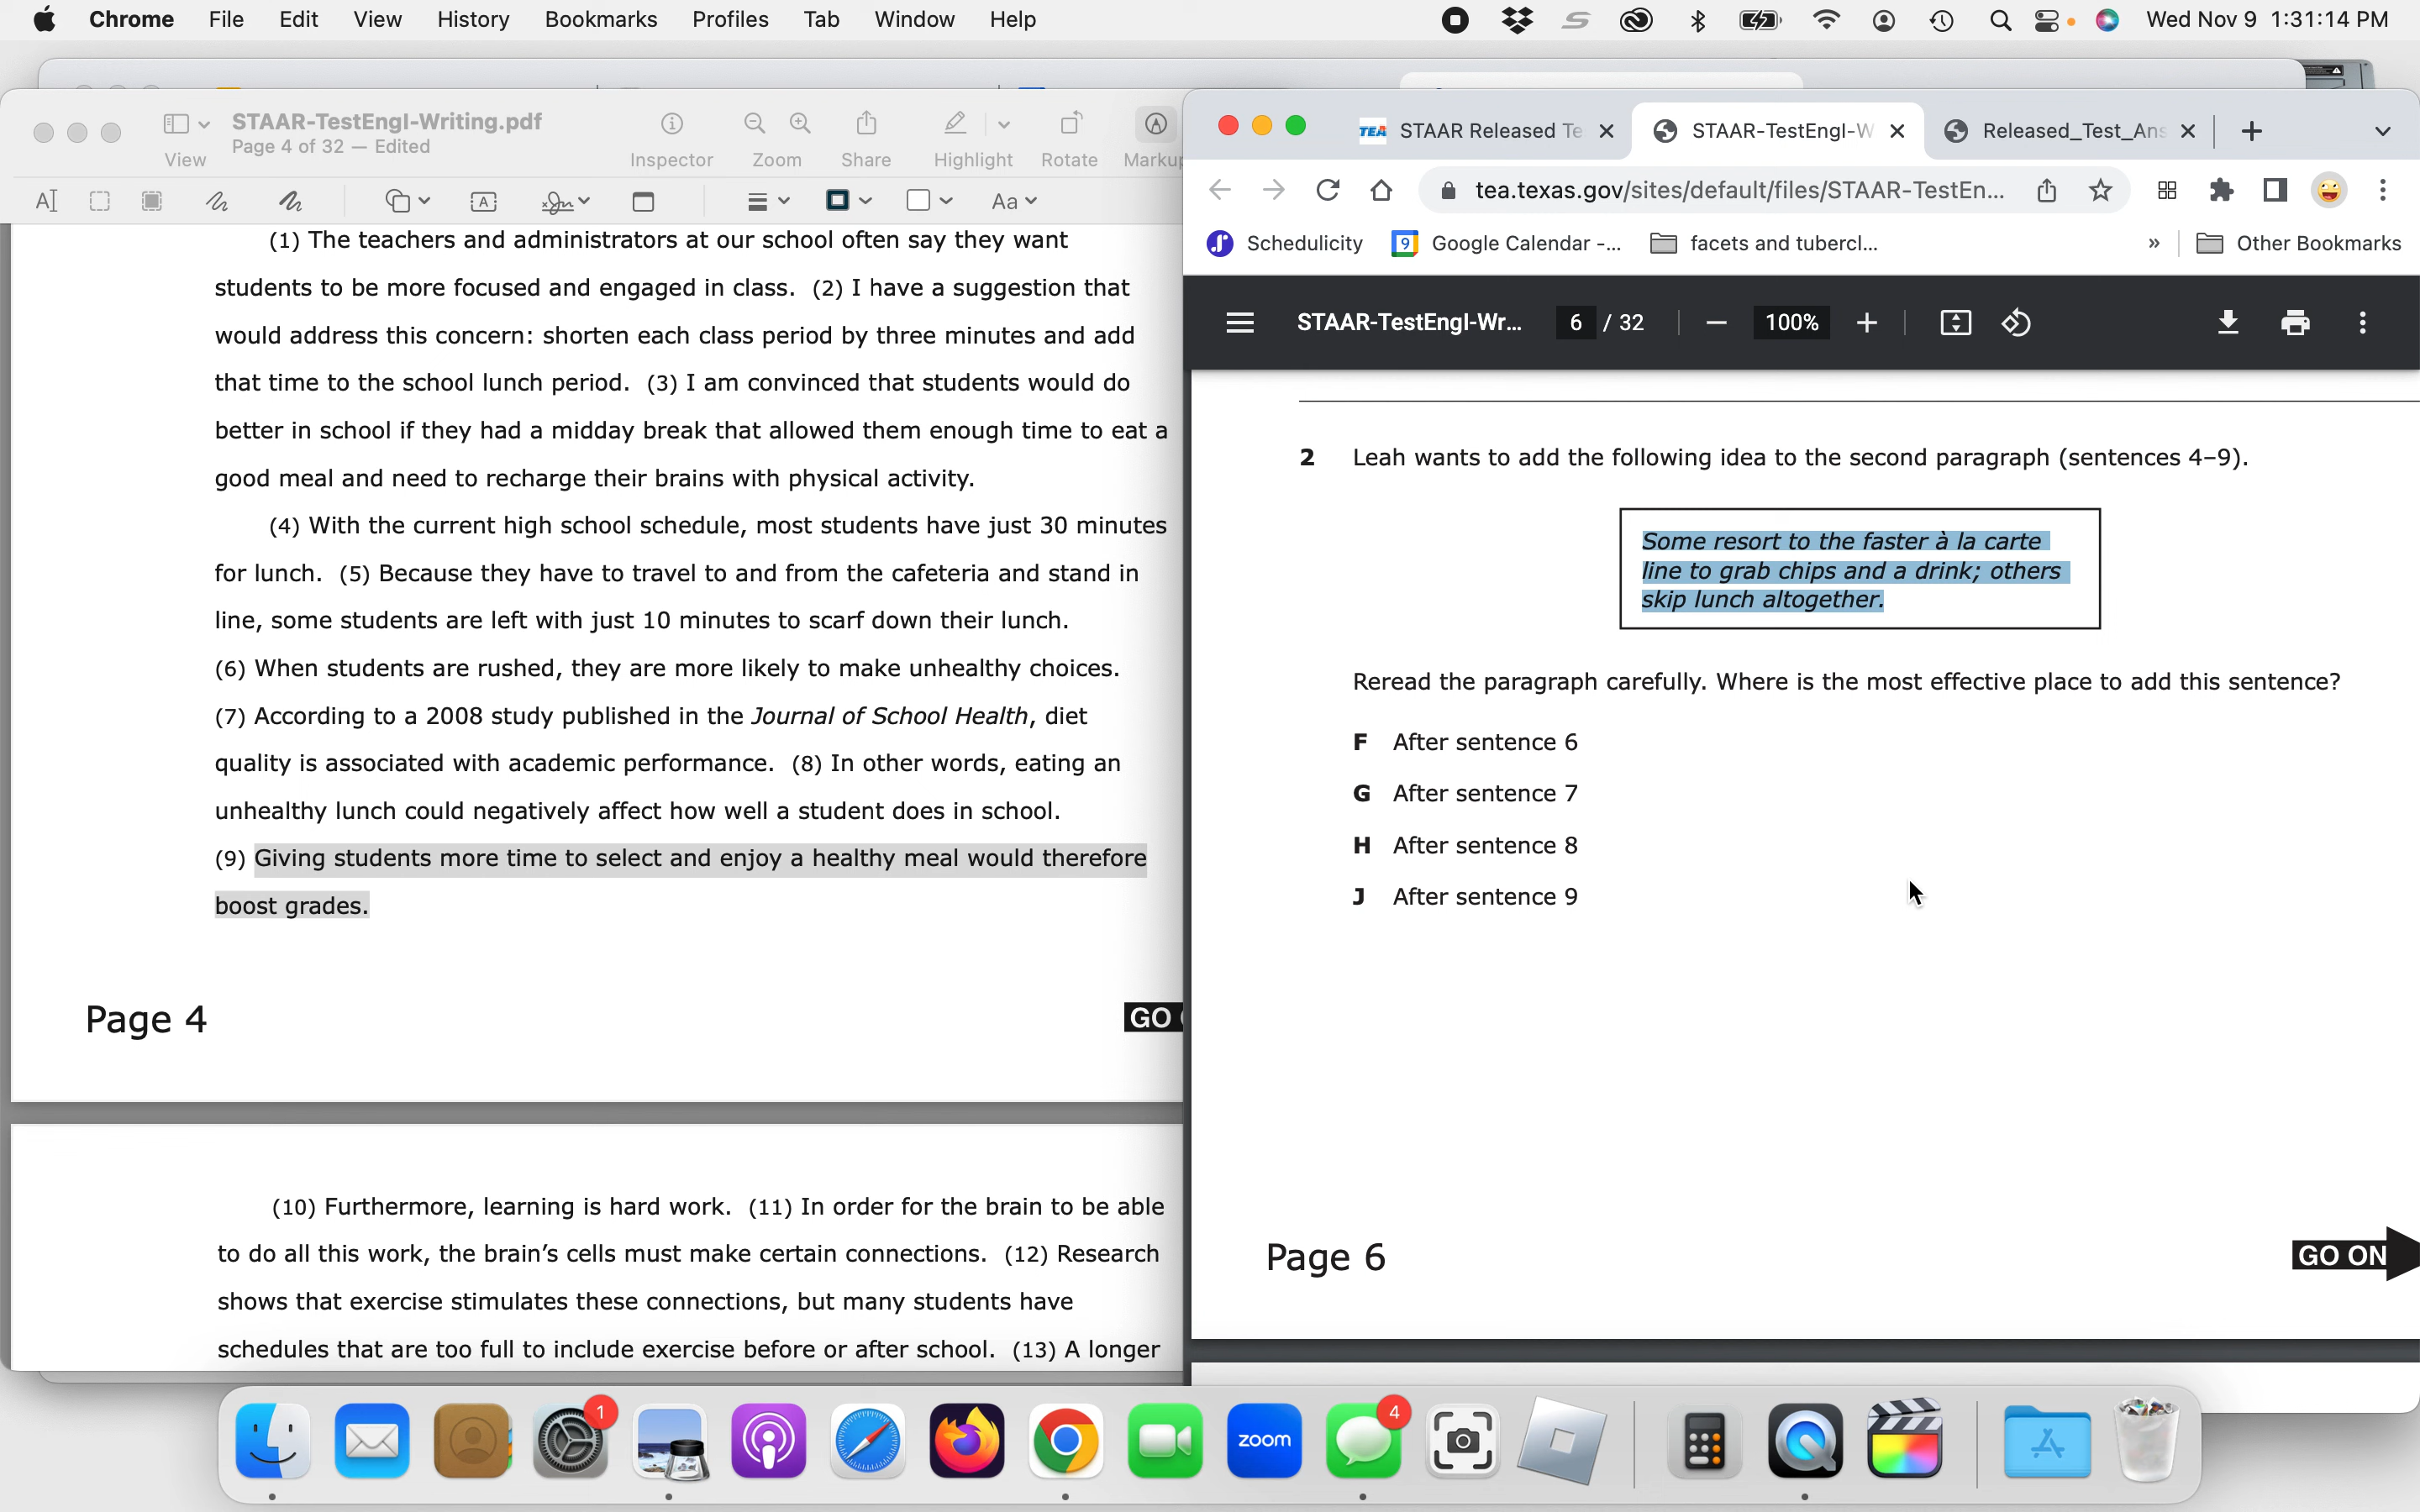 Chrome File Edit View History Bookmarks Profiles Tab Window Help Wed Nov 9 1:31:14 PM
STAAR-TestEngI-Writing.pdf
Page 4 of 32 — Edited
View Inspector Zoom Share Highlight Rotate Marku
Aa
(1) The teachers and administrators at our school often say they want
students to be more focused and engaged in class. (2) I have a suggestion that
would address this concern: shorten each class period by three minutes and add
that time to the school lunch period. (3) I am convinced that students would do
better in school if they had a midday break that allowed them enough time to eat a
good meal and need to recharge their brains with physical activity.
(4) With the current high school schedule, most students have just 30 minutes
for lunch. (5) Because they have to travel to and from the cafeteria and stand in
line, some students are left with just 10 minutes to scarf down their lunch.
(6) When students are rushed, they are more likely to make unhealthy choices.
(7) According to a 2008 study published in the Journal of School Health, diet
quality is associated with academic performance. (8) In other words, eating an
unhealthy lunch could negatively affect how well a student does in school.
(9) Giving students more time to select and enjoy a healthy meal would therefore
boost grades.
Page 4
GO
(10) Furthermore, learning is hard work. (11) In order for the brain to be able
to do all this work, the brain's cells must make certain connections. (12) Research
shows that exercise stimulates these connections, but many students have
schedules that are too full to include exercise before or after school. (13) A longer
TEA STAAR Released Te STAAR-TestEngI-W Released_Test_Ans
tea.texas.gov/sites/default/files/STAAR-TestEn...
Schedulicity 9 Google Calendar -... facets and tubercl... » Other Bookmarks
STAAR-TestEngI-Wr... 6 / 32 100%
2 Leah wants to add the following idea to the second paragraph (sentences 4–9).
Some resort to the faster à la carte
line to grab chips and a drink; others
skip lunch altogether.
Reread the paragraph carefully. Where is the most effective place to add this sentence?
F After sentence 6
G After sentence 7
H After sentence 8
J After sentence 9
Page 6
GO ON
1
4
zoom